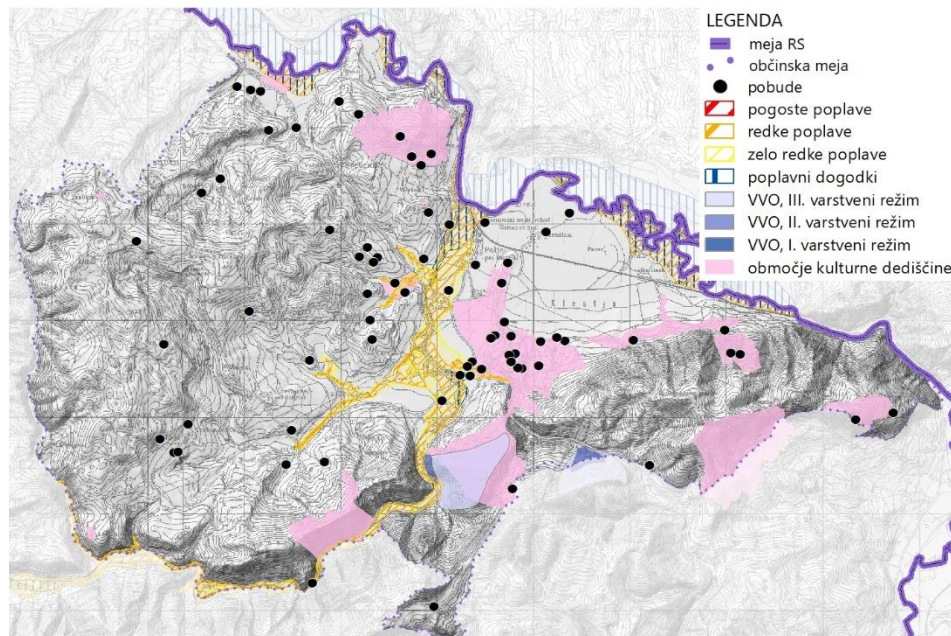 LEGENDA
meja RS
občinska meja
pobude
pogoste poplave
redke poplave
zelo redke poplave
poplavni dogodki
VVO, III. varstveni režim
VVO, II. varstveni režim
VVO, I. varstveni režim
območje kulturne dediščine